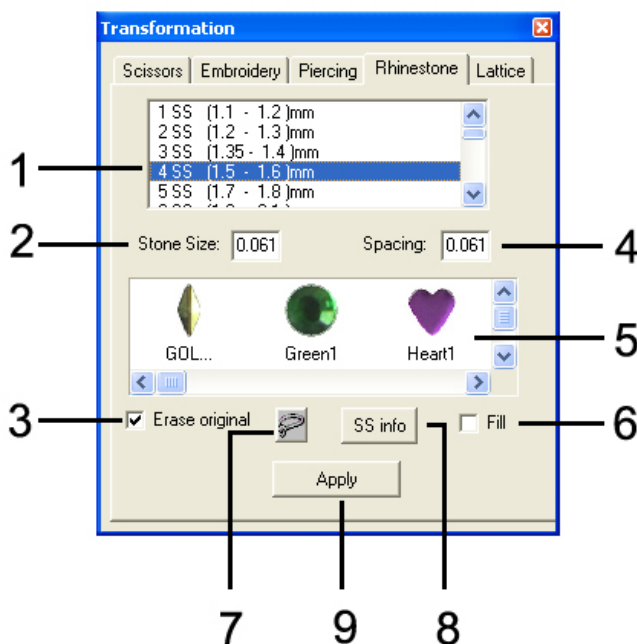 Transformation
Scissors Embroidery Piercing Rhinestone Lattice
1 SS (1.1 - 1.2 )mm
2 SS (1.2 - 1.3 )mm
3 SS (1.35 - 1.4 )mm
1 4 SS (1.5 - 1.6 )mm
5 SS (1.7 - 1.8 )mm
2 Stone Size: 0.061 Spacing: 0.061 4
5
GOL... Green1 Heart1
3 Erase original SS info Fill 6
Apply
7 9 8